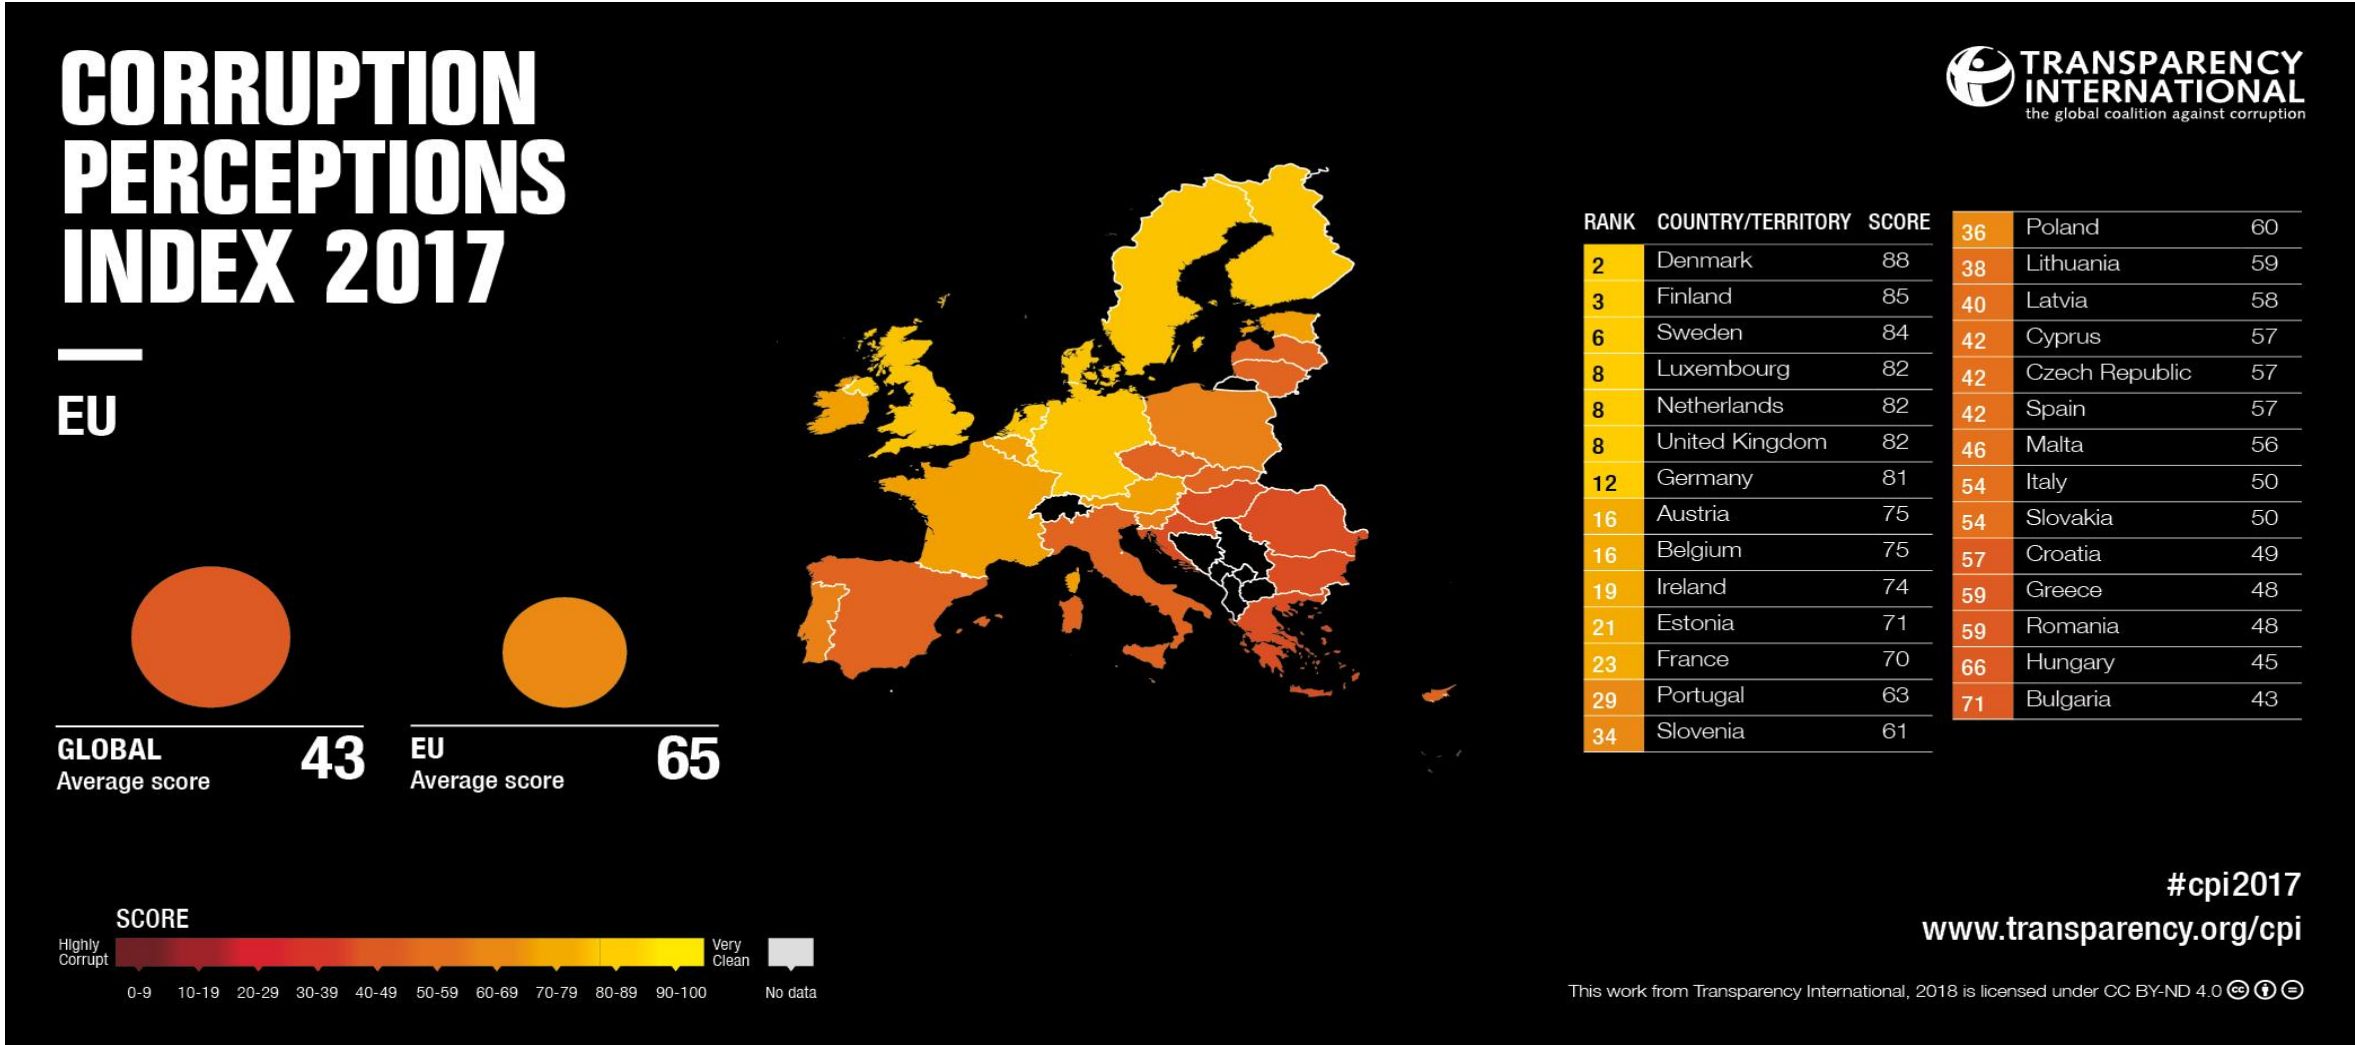 CORRUPTION
PERCEPTIONS
INDEX 2017
EU
GLOBAL
Average score
43
EU
Average score
65
SCORE
Highly
Corrupt
Very
Clean
0-9 10-19 20-29 30-39 40-49 50-59 60-69 70-79 80-89 90-100 No data
TRANSPARENCY
INTERNATIONAL
the global coalition against corruption
RANK COUNTRY/TERRITORY SCORE
2 Denmark 88
3 Finland 85
6 Sweden 84
8 Luxembourg 82
8 Netherlands 82
8 United Kingdom 82
12 Germany 81
16 Austria 75
16 Belgium 75
19 Ireland 74
21 Estonia 71
23 France 70
29 Portugal 63
34 Slovenia 61
36 Poland 60
38 Lithuania 59
40 Latvia 58
42 Cyprus 57
42 Czech Republic 57
42 Spain 57
46 Malta 56
54 Italy 50
54 Slovakia 50
57 Croatia 49
59 Greece 48
59 Romania 48
66 Hungary 45
71 Bulgaria 43
#cpi2017
www.transparency.org/cpi
This work from Transparency International, 2018 is licensed under CC BY-ND 4.0